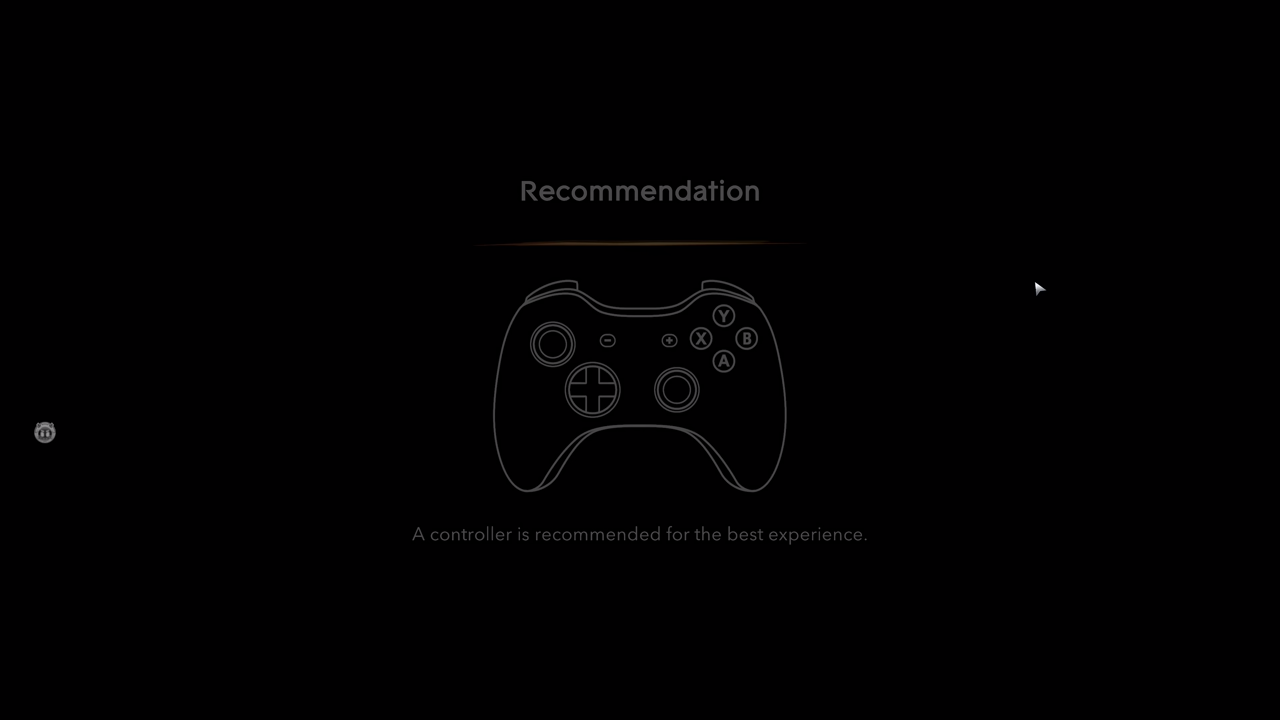 Recommendation
Y
X B
A
A controller is recommended for the best experience.